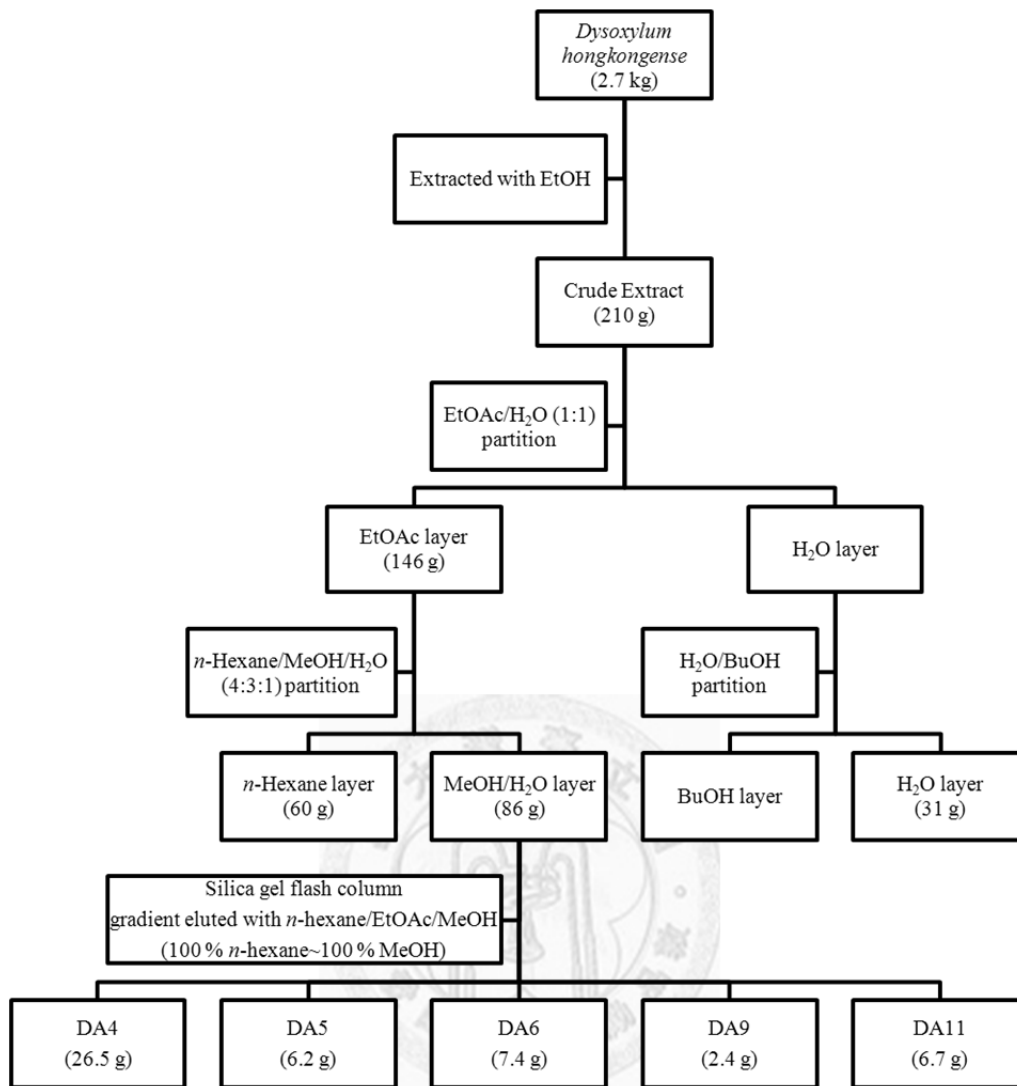 Dysoxylum
hongkongense
(2.7 kg)
Extracted with EtOH
Crude Extract
(210 g)
EtOAc/H₂O (1:1)
partition
EtOAc layer
(146 g)
H₂O layer
n-Hexane/MeOH/H₂O
(4:3:1) partition
H₂O/BuOH
partition
n-Hexane layer
(60 g)
MeOH/H₂O layer
(86 g)
BuOH layer
H₂O layer
(31 g)
Silica gel flash column
gradient eluted with n-hexane/EtOAc/MeOH
(100 % n-hexane~100 % MeOH)
DA4
(26.5 g)
DA5
(6.2 g)
DA6
(7.4 g)
DA9
(2.4 g)
DA11
(6.7 g)